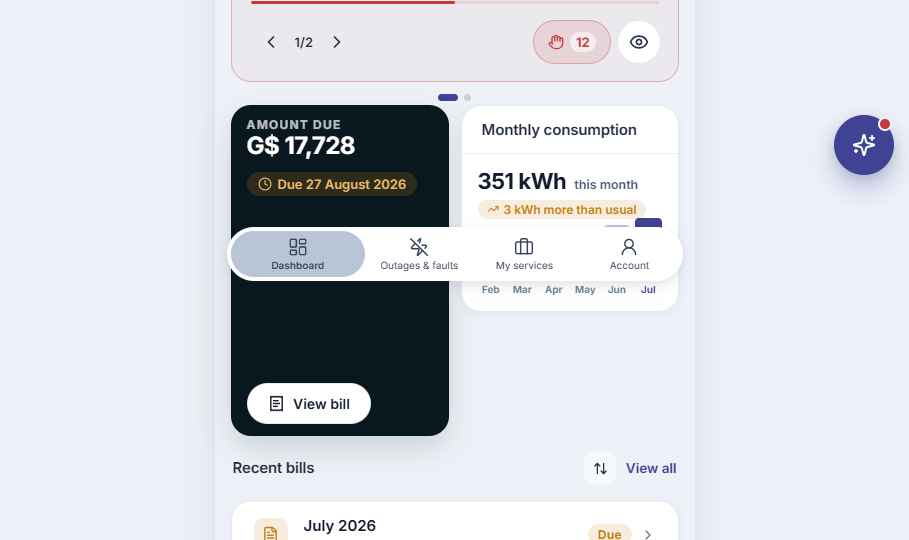 1/2
12
AMOUNT DUE
G$ 17,728
Due 27 August 2026
Monthly consumption
351 kWh this month
3 kWh more than usual
Dashboard
Outages & faults
My services
Account
Feb Mar Apr May Jun Jul
View bill
Recent bills
View all
July 2026
Due